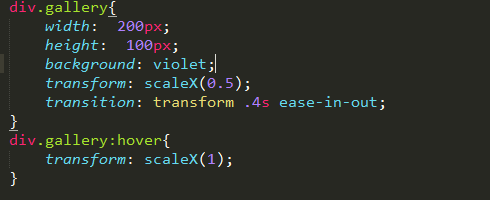 div.gallery{
    width:  200px;
    height:  100px;
    background: violet;
    transform: scaleX(0.5);
    transition: transform .4s ease-in-out;
}
div.gallery:hover{
    transform: scaleX(1);
}